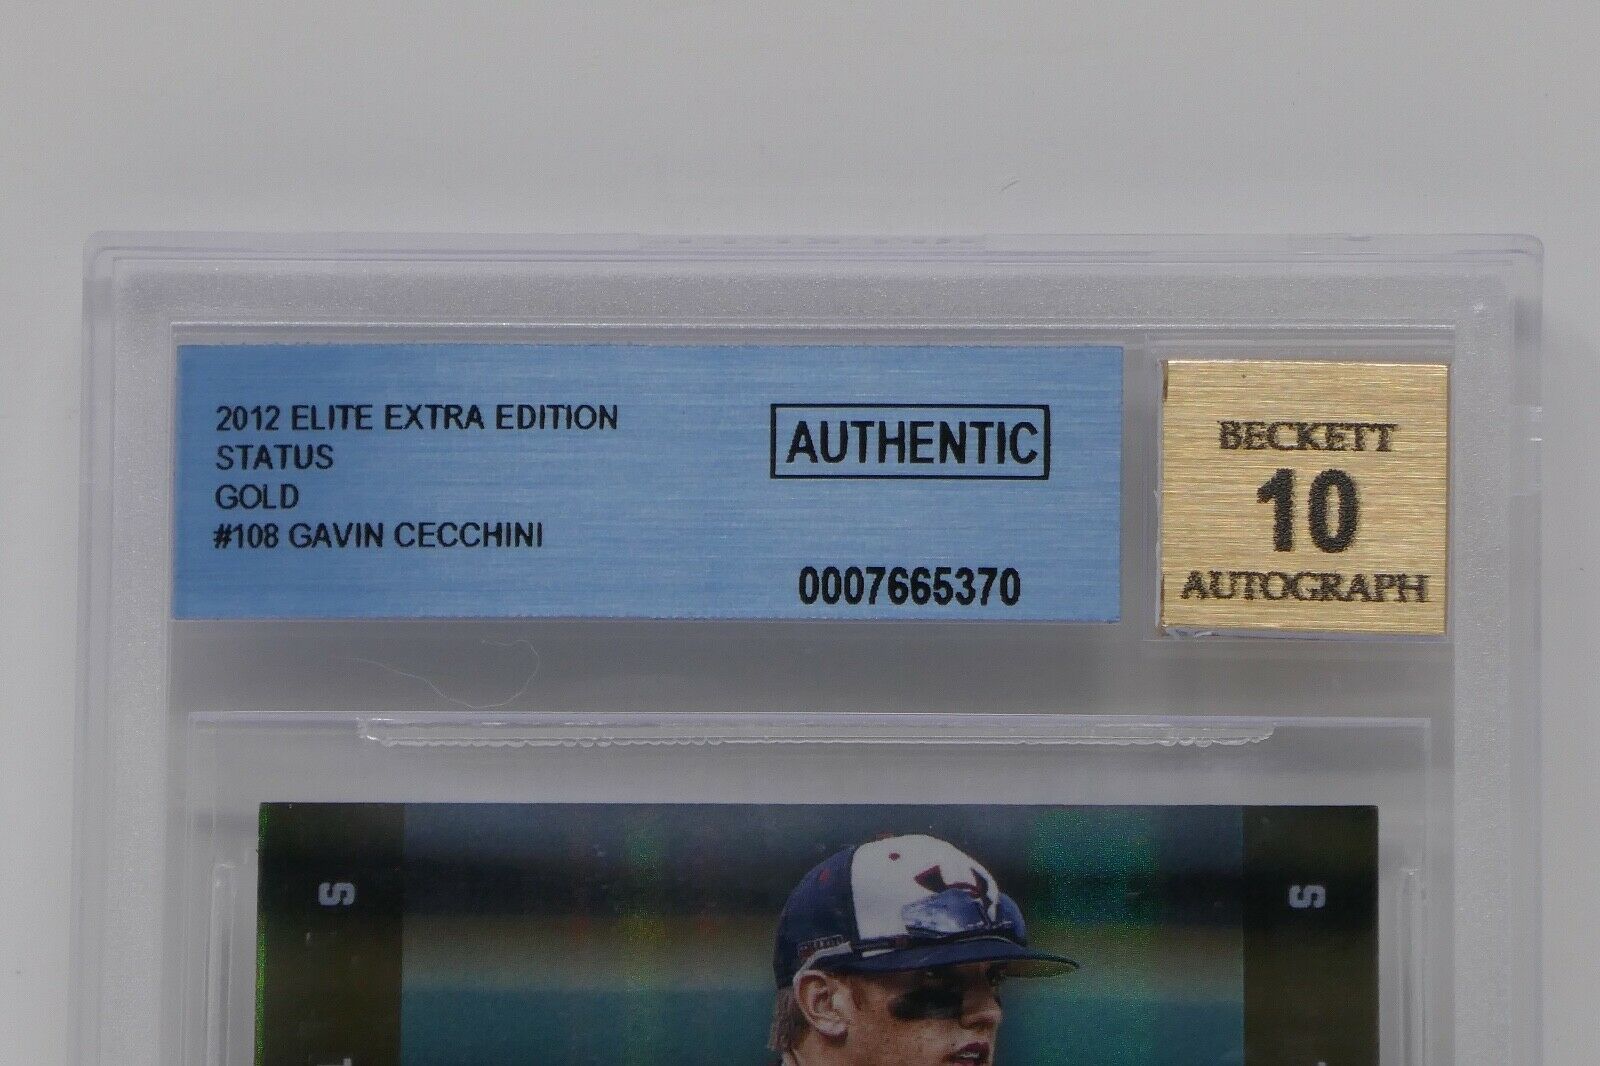 2012 ELITE EXTRA EDITION
STATUS
GOLD
#108 GAVIN CECCHINI
AUTHENTIC
0007665370
BECKETT
10
AUTOGRAPH
S
S